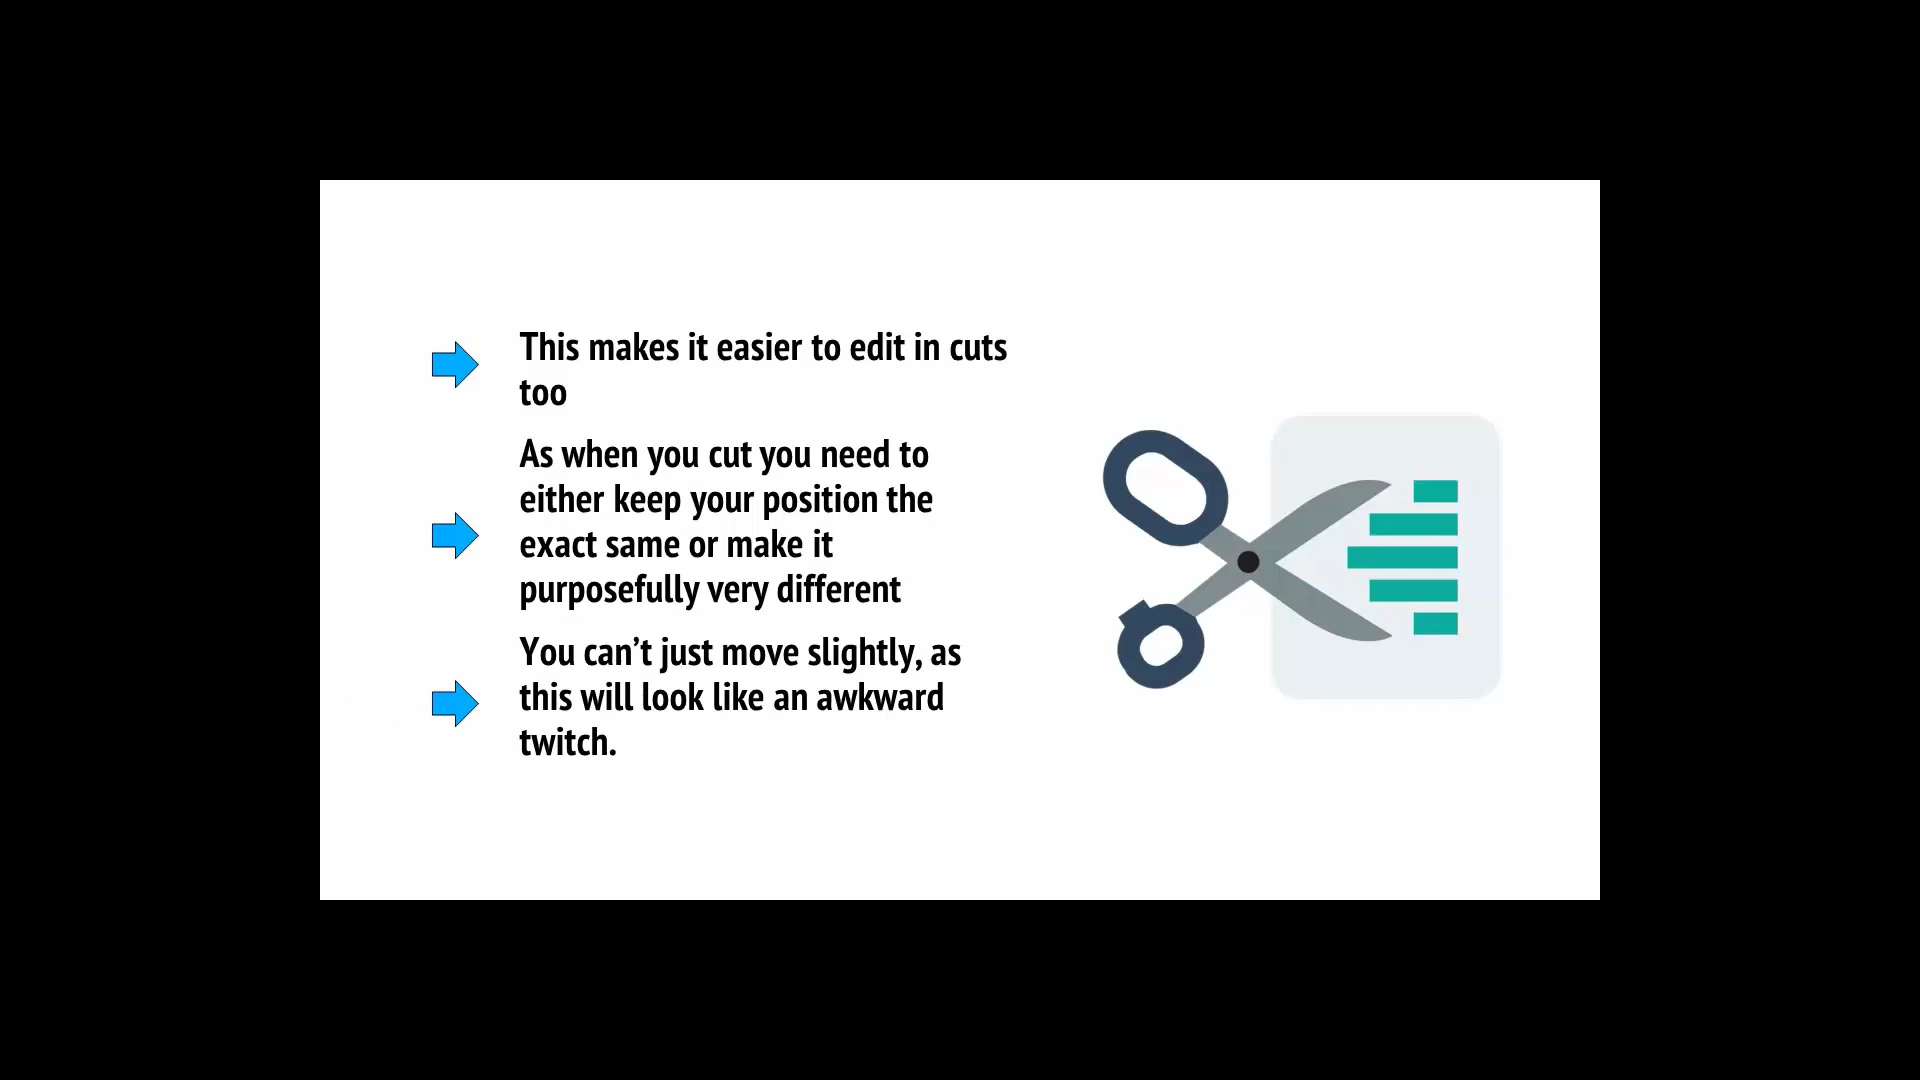 This makes it easier to edit in cuts
too
As when you cut you need to
either keep your position the
exact same or make it
purposefully very different
You can’t just move slightly, as
this will look like an awkward
twitch.